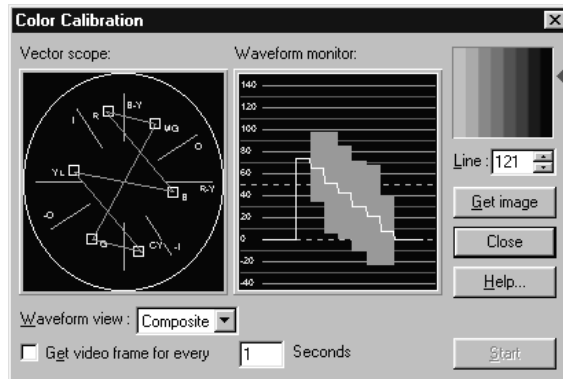 Color Calibration
Vector scope:
Waveform monitor:
R
B-Y
MG
I
O
YL
R-Y
B
-O
G
CY
-I
140
120
100
80
60
40
20
0
-20
-40
Line : 121
Get image
Close
Help...
Waveform view : Composite
Get video frame for every 1 Seconds
Start